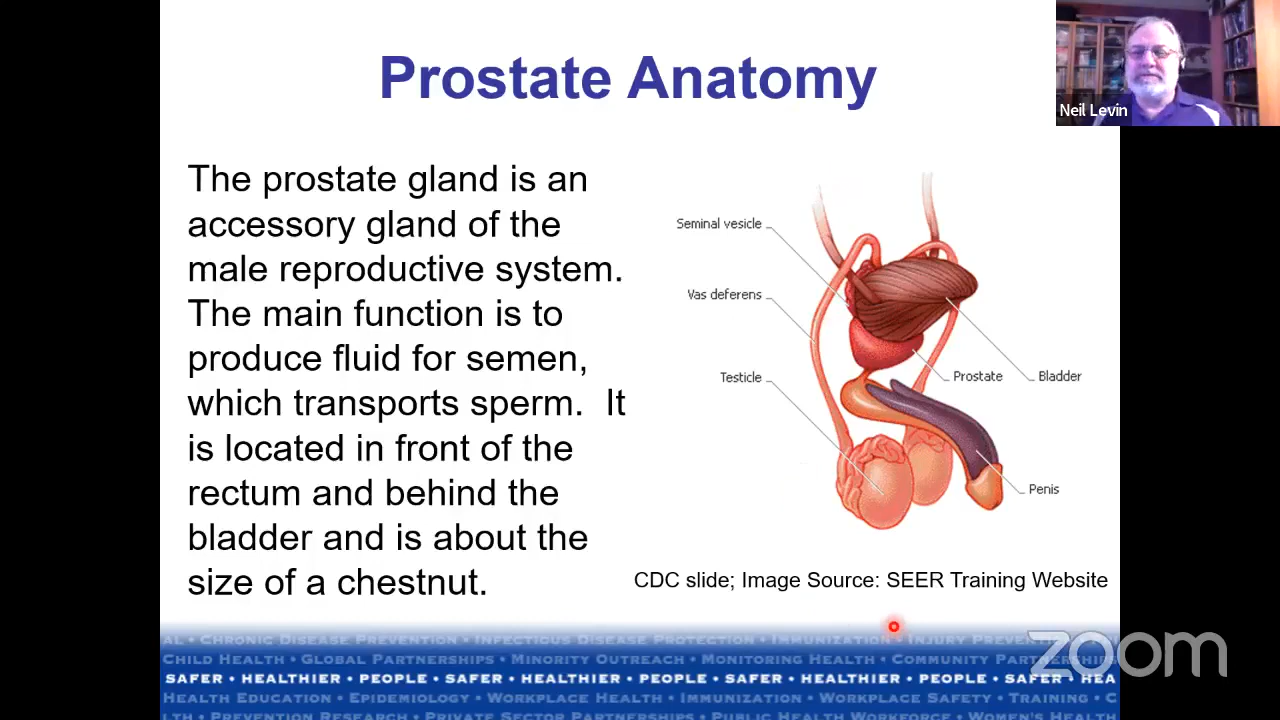 Prostate Anatomy
Neil Levin
The prostate gland is an
accessory gland of the
male reproductive system.
The main function is to
produce fluid for semen,
which transports sperm.  It
is located in front of the
rectum and behind the
bladder and is about the
size of a chestnut.
Seminal vesicle
Vas deferens
Testicle
Prostate
Bladder
Penis
CDC slide; Image Source: SEER Training Website
AL • CHRONIC DISEASE PREVENTION • INFECTIOUS DISEASE PROTECTION • IMMUNIZATION • INJURY PREVENT
CHILD HEALTH • GLOBAL PARTNERSHIPS • MINORITY OUTREACH • MONITORING HEALTH • COMMUNITY PARTNERSHIPS
SAFER • HEALTHIER • PEOPLE • SAFER • HEALTHIER • PEOPLE • SAFER • HEALTHIER • PEOPLE • SAFER • HEA
HEALTH EDUCATION • EPIDEMIOLOGY • WORKPLACE HEALTH • IMMUNIZATION • WORKPLACE SAFETY • TRAINING • C
LTH • PREVENTION RESEARCH • PRIVATE SECTOR PARTNERSHIPS • PUBLIC HEALTH WORKFORCE • WOMEN'S HEALTH
zoom